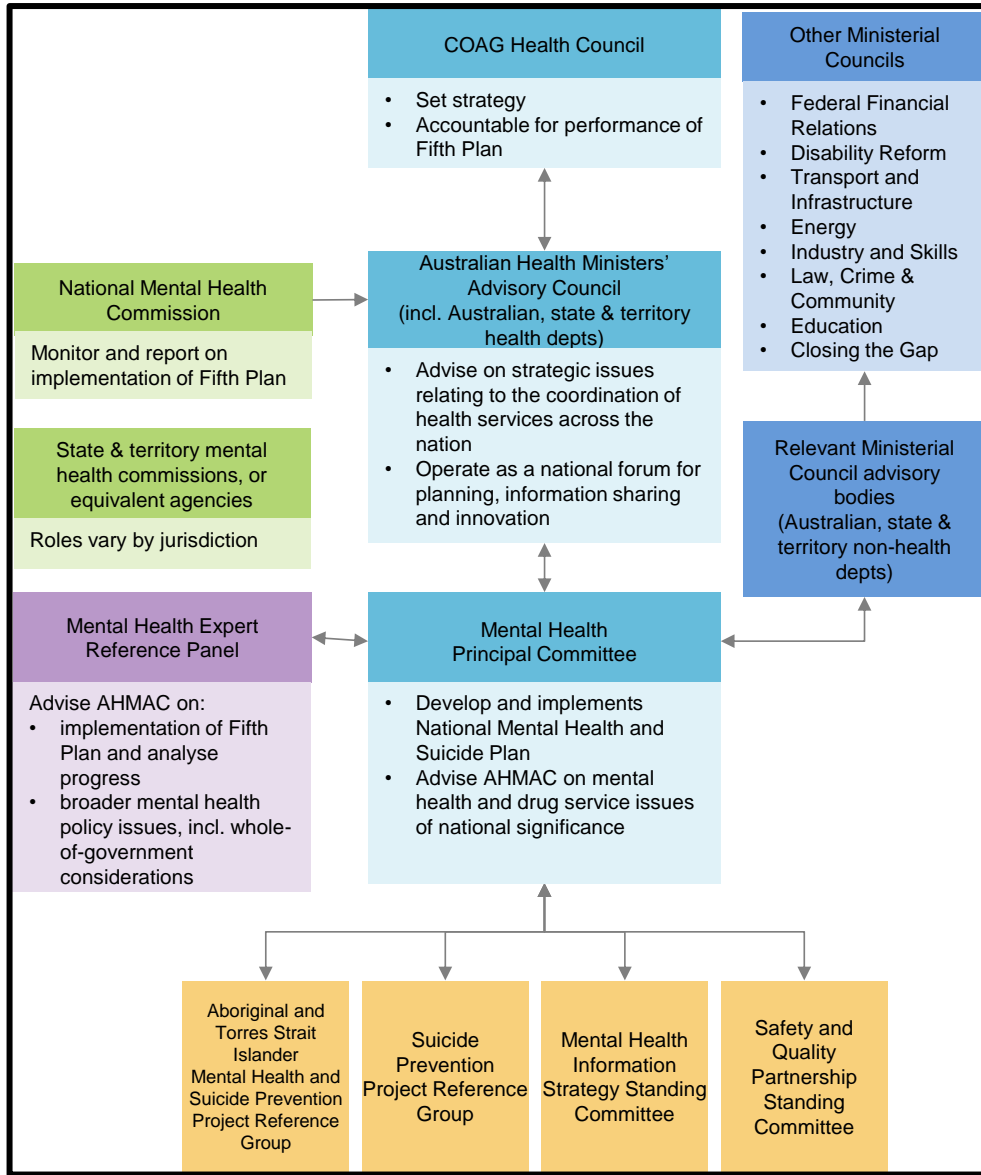 COAG Health Council
• Set strategy
• Accountable for performance of
Fifth Plan
Other Ministerial
Councils
• Federal Financial
Relations
• Disability Reform
• Transport and
Infrastructure
• Energy
• Industry and Skills
• Law, Crime &
Community
• Education
• Closing the Gap
National Mental Health
Commission
Monitor and report on
implementation of Fifth Plan
Australian Health Ministers’
Advisory Council
(incl. Australian, state & territory
health depts)
• Advise on strategic issues
relating to the coordination of
health services across the
nation
• Operate as a national forum for
planning, information sharing
and innovation
State & territory mental
health commissions, or
equivalent agencies
Roles vary by jurisdiction
Relevant Ministerial
Council advisory
bodies
(Australian, state &
territory non-health
depts)
Mental Health Expert
Reference Panel
Advise AHMAC on:
• implementation of Fifth
Plan and analyse
progress
• broader mental health
policy issues, incl. whole-
of-government
considerations
Mental Health
Principal Committee
• Develop and implements
National Mental Health and
Suicide Plan
• Advise AHMAC on mental
health and drug service issues
of national significance
Aboriginal and
Torres Strait
Islander
Mental Health and
Suicide Prevention
Project Reference
Group
Suicide
Prevention
Project Reference
Group
Mental Health
Information
Strategy Standing
Committee
Safety and
Quality
Partnership
Standing
Committee